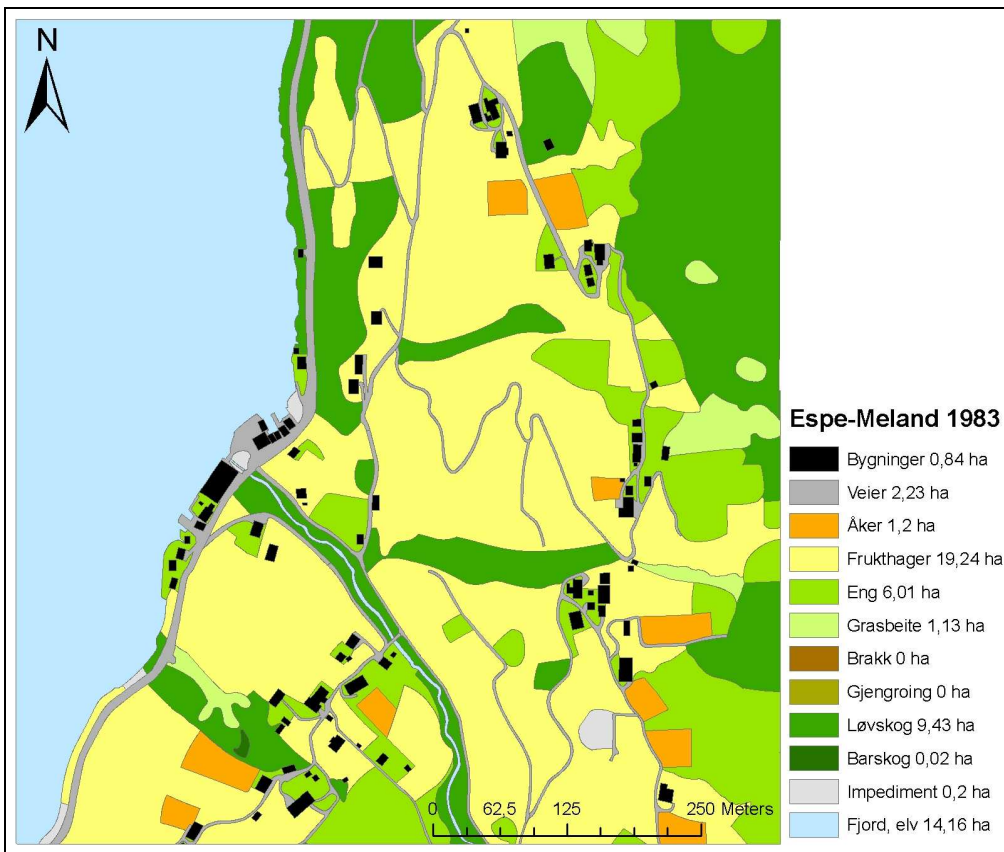 N
Espe-Meland 1983
Bygninger 0,84 ha
Veier 2,23 ha
Åker 1,2 ha
Frukthager 19,24 ha
Eng 6,01 ha
Grasbeite 1,13 ha
Brakk 0 ha
Gjengroing 0 ha
Løvskog 9,43 ha
Barskog 0,02 ha
Impediment 0,2 ha
Fjord, elv 14,16 ha
0 62,5 125 250 Meters